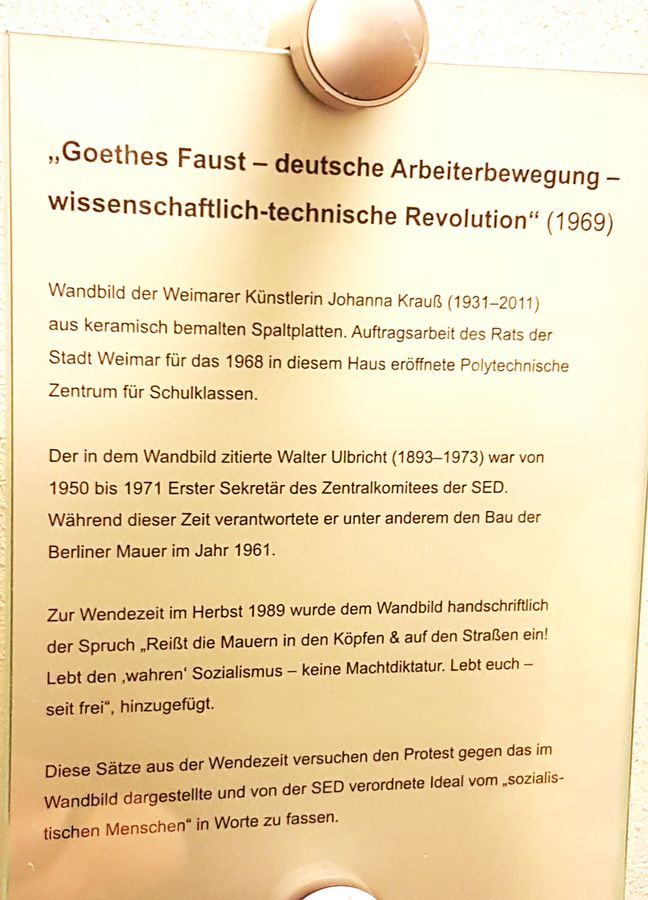 „Goethes Faust – deutsche Arbeiterbewegung –
wissenschaftlich-technische Revolution“ (1969)
Wandbild der Weimarer Künstlerin Johanna Krauß (1931–2011)
aus keramisch bemalten Spaltplatten. Auftragsarbeit des Rats der
Stadt Weimar für das 1968 in diesem Haus eröffnete Polytechnische
Zentrum für Schulklassen.
Der in dem Wandbild zitierte Walter Ulbricht (1893–1973) war von
1950 bis 1971 Erster Sekretär des Zentralkomitees der SED.
Während dieser Zeit verantwortete er unter anderem den Bau der
Berliner Mauer im Jahr 1961.
Zur Wendezeit im Herbst 1989 wurde dem Wandbild handschriftlich
der Spruch „Reißt die Mauern in den Köpfen & auf den Straßen ein!
Lebt den ‚wahren‘ Sozialismus – keine Machtdiktatur. Lebt euch –
seit frei“, hinzugefügt.
Diese Sätze aus der Wendezeit versuchen den Protest gegen das im
Wandbild dargestellte und von der SED verordnete Ideal vom „sozialis-
tischen Menschen“ in Worte zu fassen.